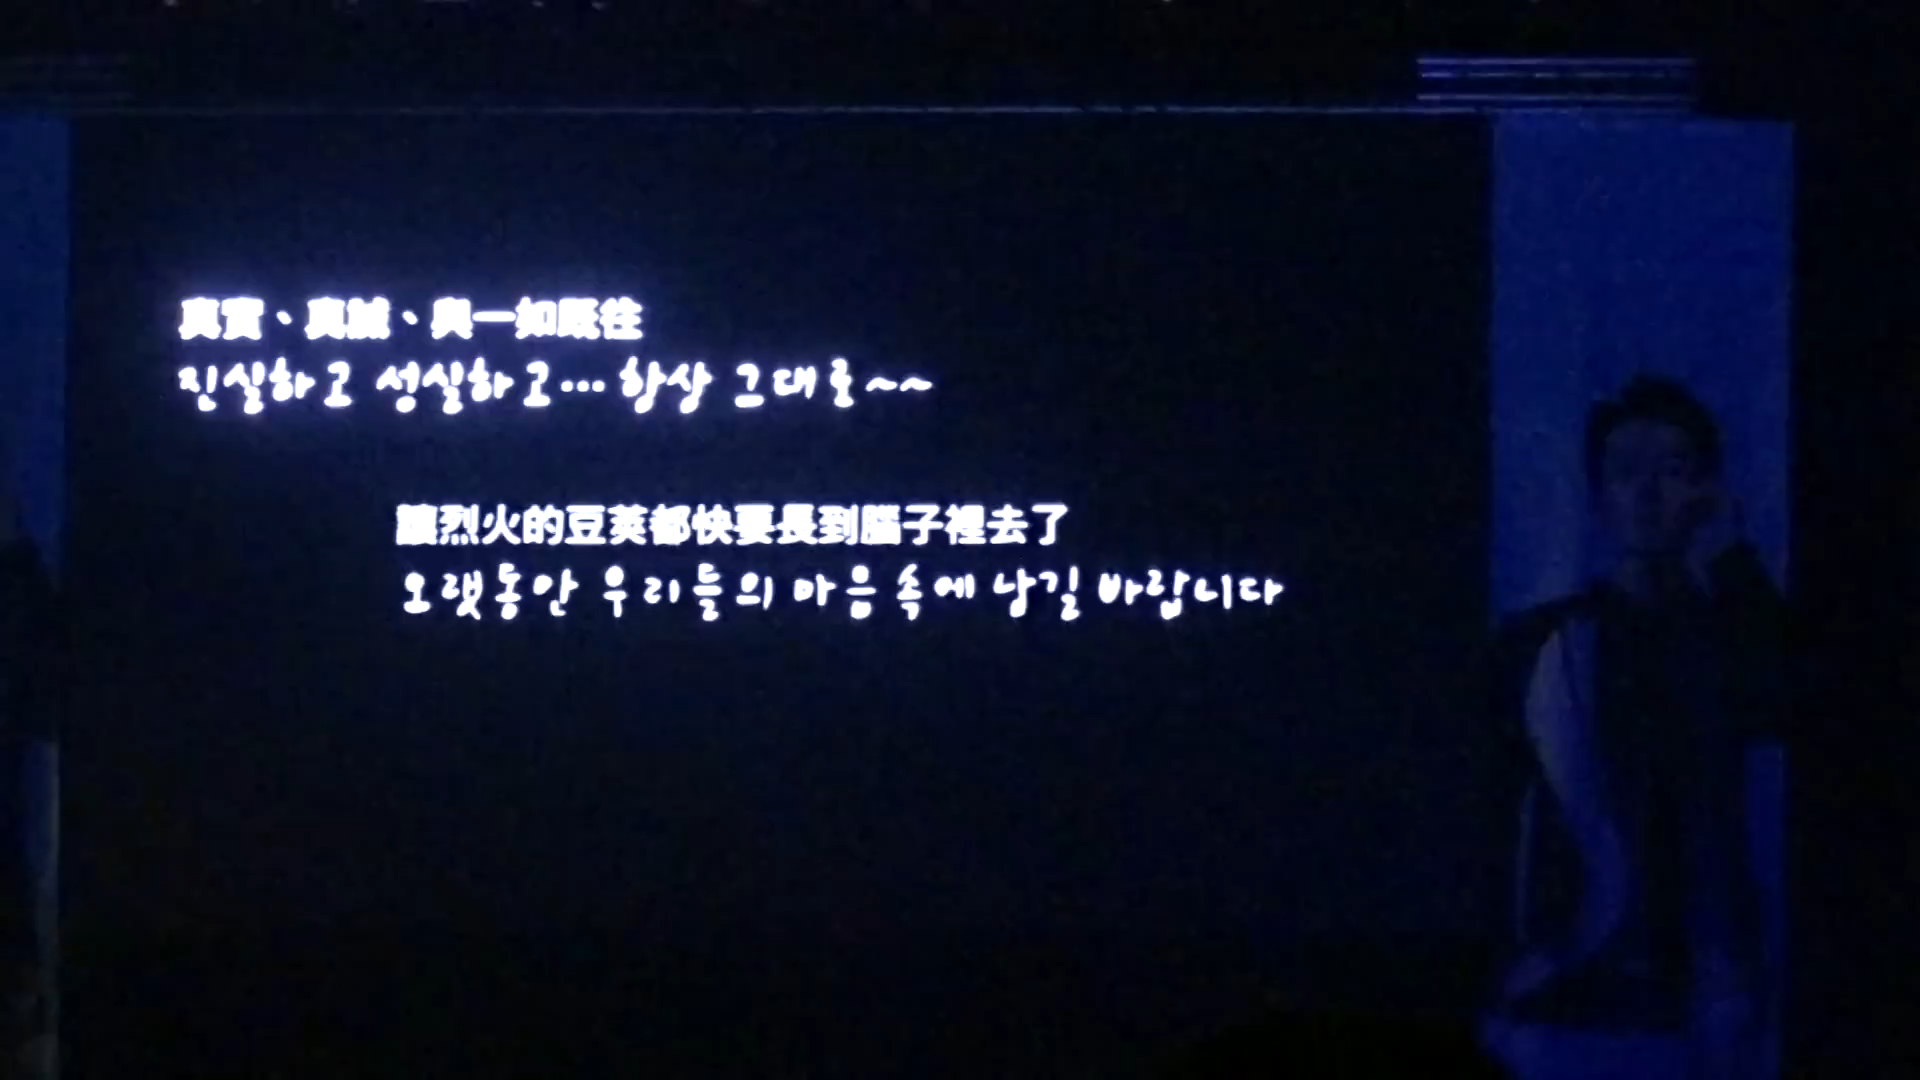 真實、真誠、與一如既往
진실하고 성실하고… 항상 그대로~~
讓烈火的豆莢都快要長到腦子裡去了
오랫동안 우리들의 마음 속에 남길 바랍니다